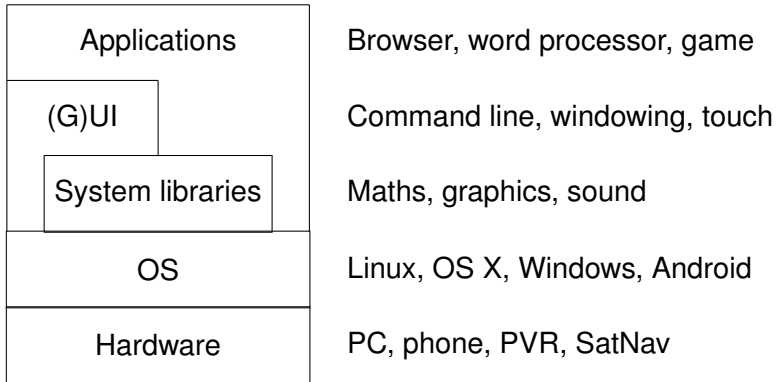 Applications Browser, word processor, game
(G)UI Command line, windowing, touch
System libraries Maths, graphics, sound
OS Linux, OS X, Windows, Android
Hardware PC, phone, PVR, SatNav